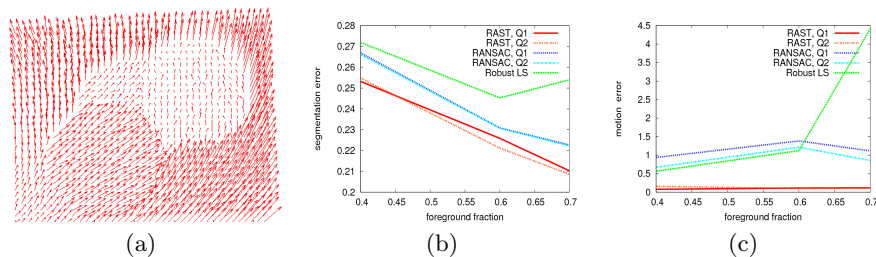 0.28
0.27
0.26
0.25
0.24
0.23
0.22
0.21
0.2
0.4 0.45 0.5 0.55 0.6 0.65 0.7
segmentation error
foreground fraction
RAST, Q1
RAST, Q2
RANSAC, Q1
RANSAC, Q2
Robust LS
4.5
4
3.5
3
2.5
2
1.5
1
0.5
0
0.4 0.45 0.5 0.55 0.6 0.65 0.7
motion error
foreground fraction
RAST, Q1
RAST, Q2
RANSAC, Q1
RANSAC, Q2
Robust LS
(a) (b) (c)